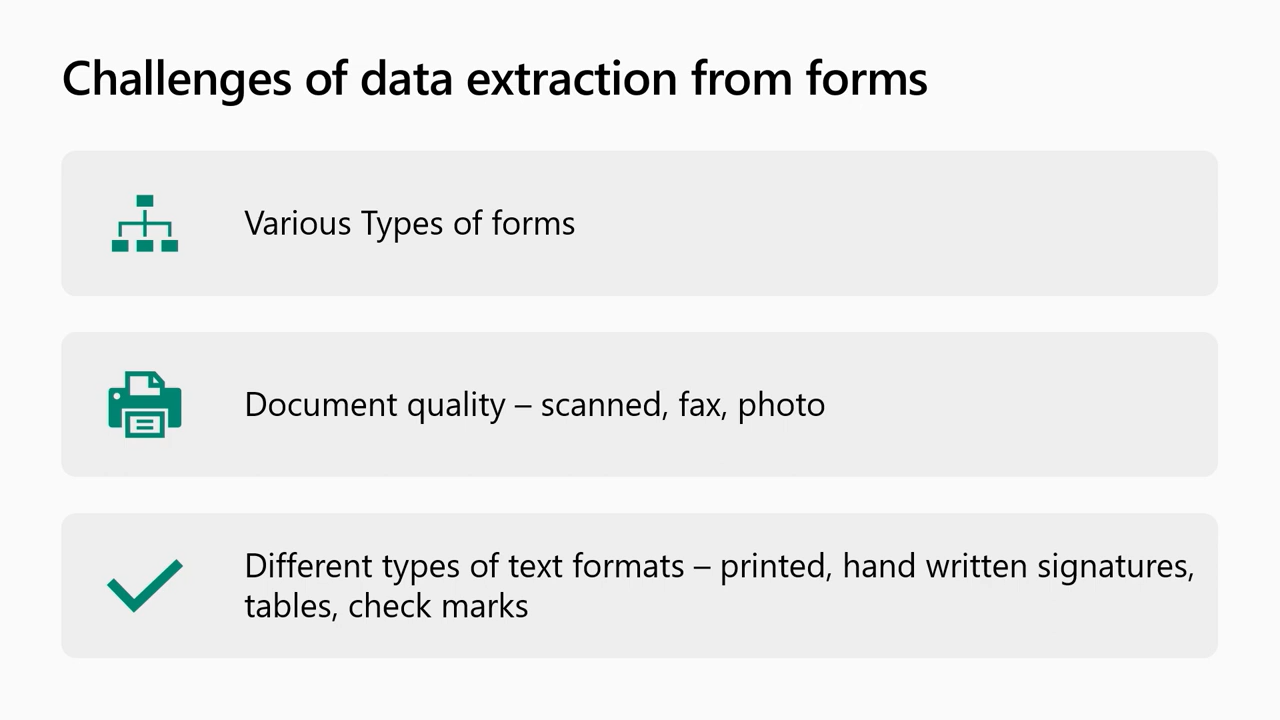 Challenges of data extraction from forms
Various Types of forms
Document quality – scanned, fax, photo
Different types of text formats – printed, hand written signatures,
tables, check marks